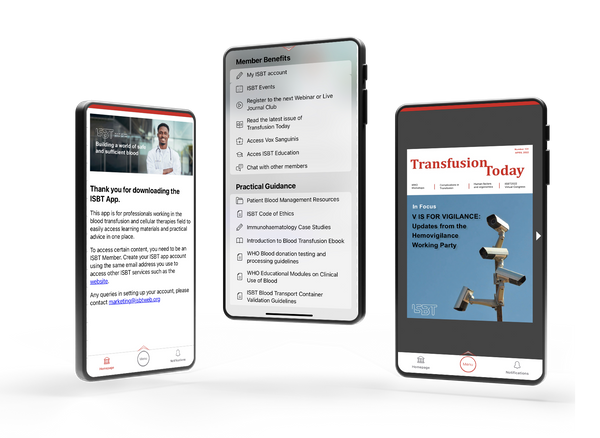 ISBT
Building a world of safe
and sufficient blood
Thank you for downloading the
ISBT App.
This app is for professionals working in the
blood transfusion and cellular therapies field to
easily access learning materials and practical
advice in one place.
To access certain content, you need to be an
ISBT Member. Create your ISBT app account
using the same email address you use to
access other ISBT services such as the
website.
Any queries in setting up your account, please
contact marketing@isbtweb.org
Homepage
Menu
Notifications
Member Benefits
My ISBT account
ISBT Events
Register to the next Webinar or Live
Journal Club
Read the latest issue of
Transfusion Today
Access Vox Sanguinis
Acces ISBT Education
Chat with other members
Practical Guidance
Patient Blood Management Resources
ISBT Code of Ethics
Immunohaematology Case Studies
Introduction to Blood Transfusion Ebook
WHO Blood donation testing and
processing guidelines
WHO Educational Modules on Clinical
Use of Blood
ISBT Blood Transport Container
Validation Guidelines
Transfusion
Today
In Focus
V IS FOR VIGILANCE:
Updates from the
Hemovigilance
Working Party
ISBT
Homepage
Menu
Notifications